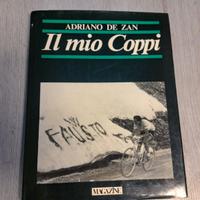 ADRIANO DE ZAN
Il mio Coppi
W
FAUSTO
MAGAZINE